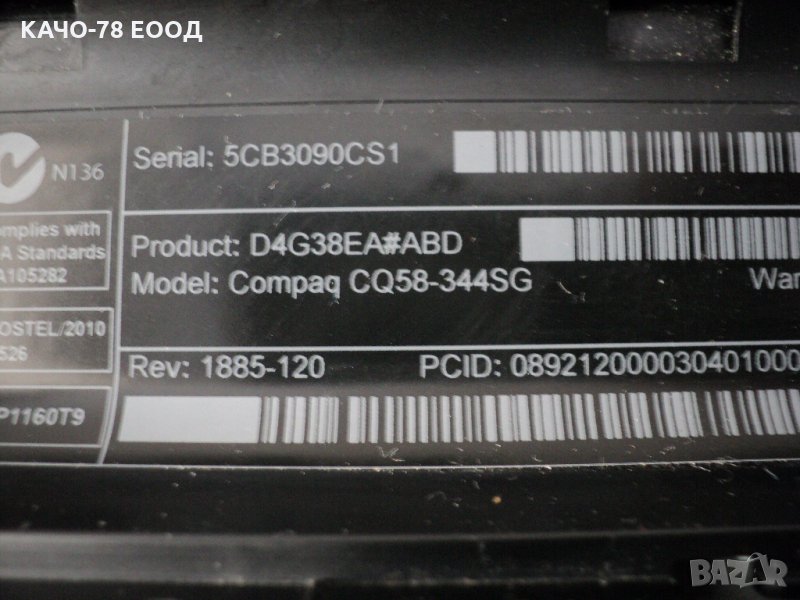 КАЧО-78 ЕООД
N136
Serial: 5CB3090CS1
omplies with
A Standards
A105282
Product: D4G38EA#ABD
Model: Compaq CQ58-344SG
War
OSTEL/2010
526
Rev: 1885-120
PCID: 089212000030401000
P1160T9
BAZAR